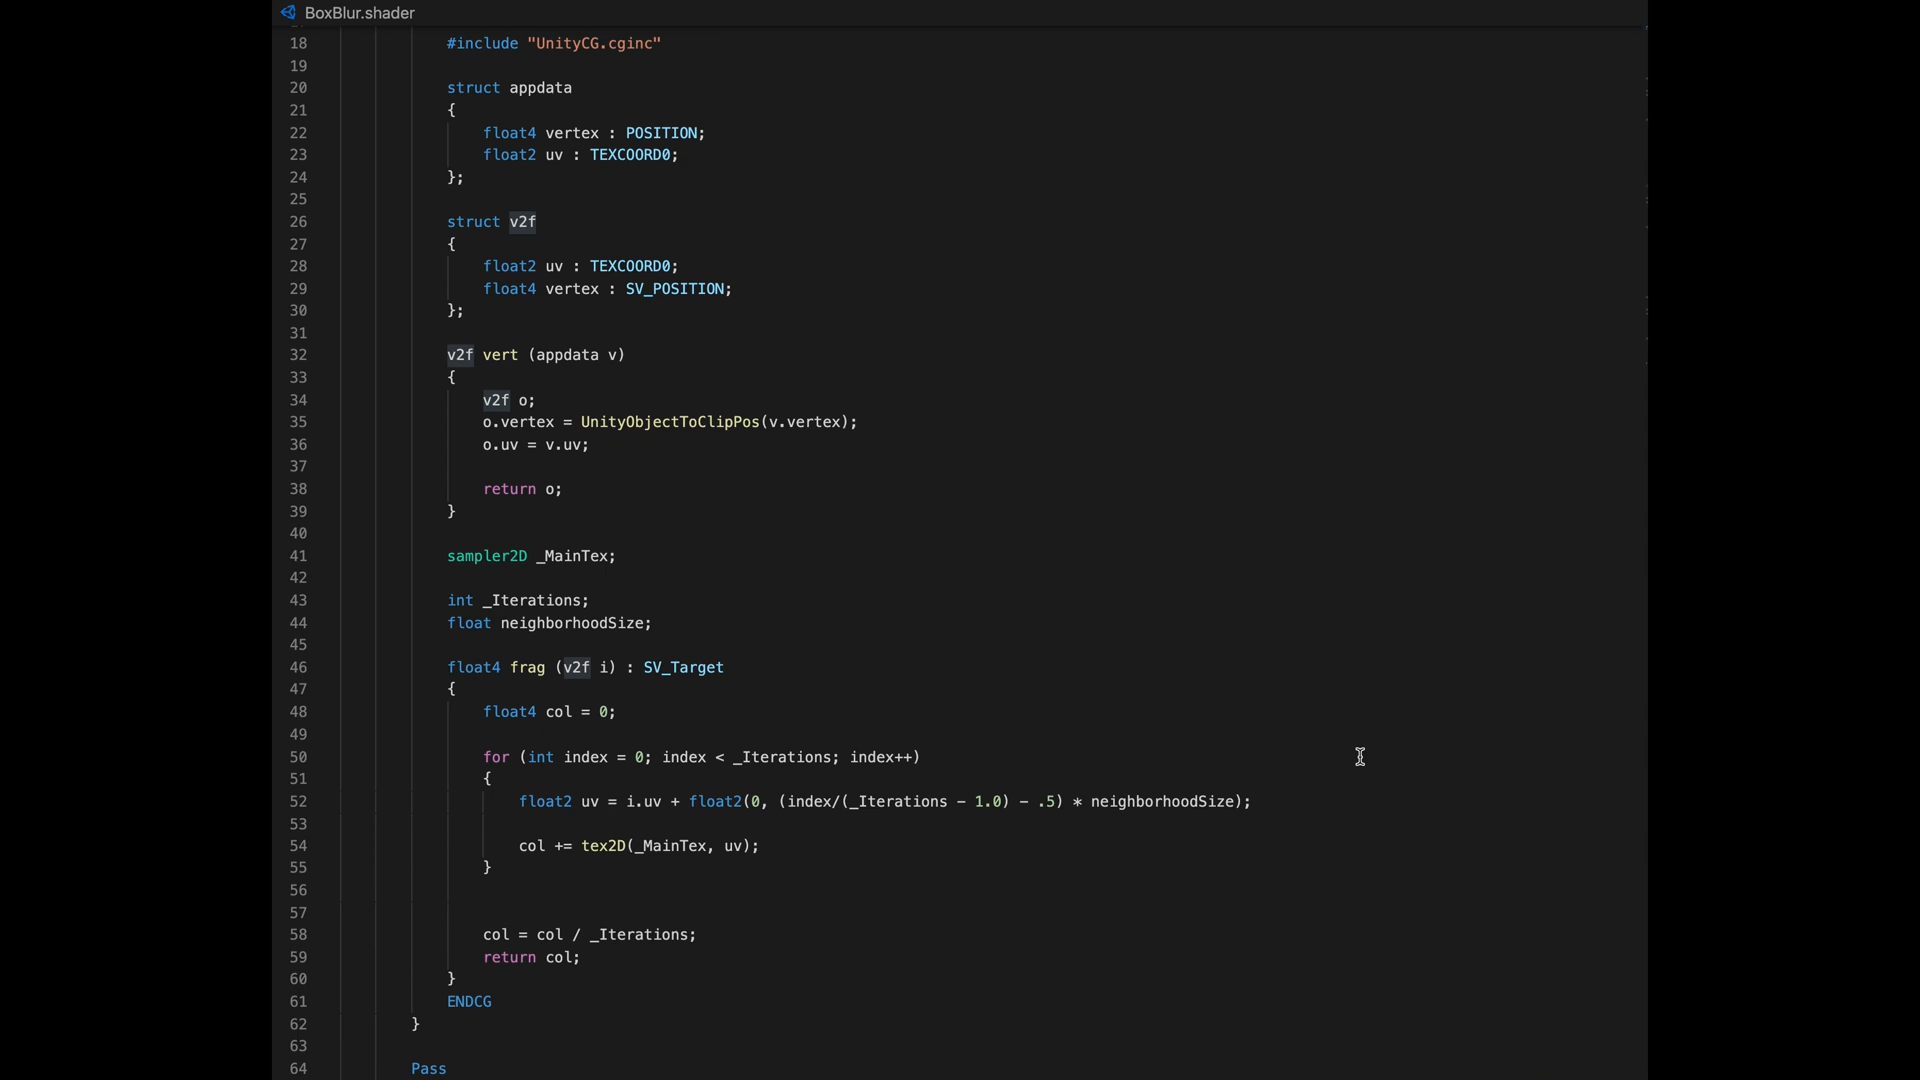 BoxBlur.shader
18 #include "UnityCG.cginc"
19
20 struct appdata
21 {
22 float4 vertex : POSITION;
23 float2 uv : TEXCOORD0;
24 };
25
26 struct v2f
27 {
28 float2 uv : TEXCOORD0;
29 float4 vertex : SV_POSITION;
30 };
31
32 v2f vert (appdata v)
33 {
34 v2f o;
35 o.vertex = UnityObjectToClipPos(v.vertex);
36 o.uv = v.uv;
37
38 return o;
39 }
40
41 sampler2D _MainTex;
42
43 int _Iterations;
44 float neighborhoodSize;
45
46 float4 frag (v2f i) : SV_Target
47 {
48 float4 col = 0;
49
50 for (int index = 0; index < _Iterations; index++)
51 {
52 float2 uv = i.uv + float2(0, (index/(_Iterations - 1.0) - .5) * neighborhoodSize);
53
54 col += tex2D(_MainTex, uv);
55 }
56
57
58 col = col / _Iterations;
59 return col;
60 }
61 ENDCG
62 }
63
64 Pass